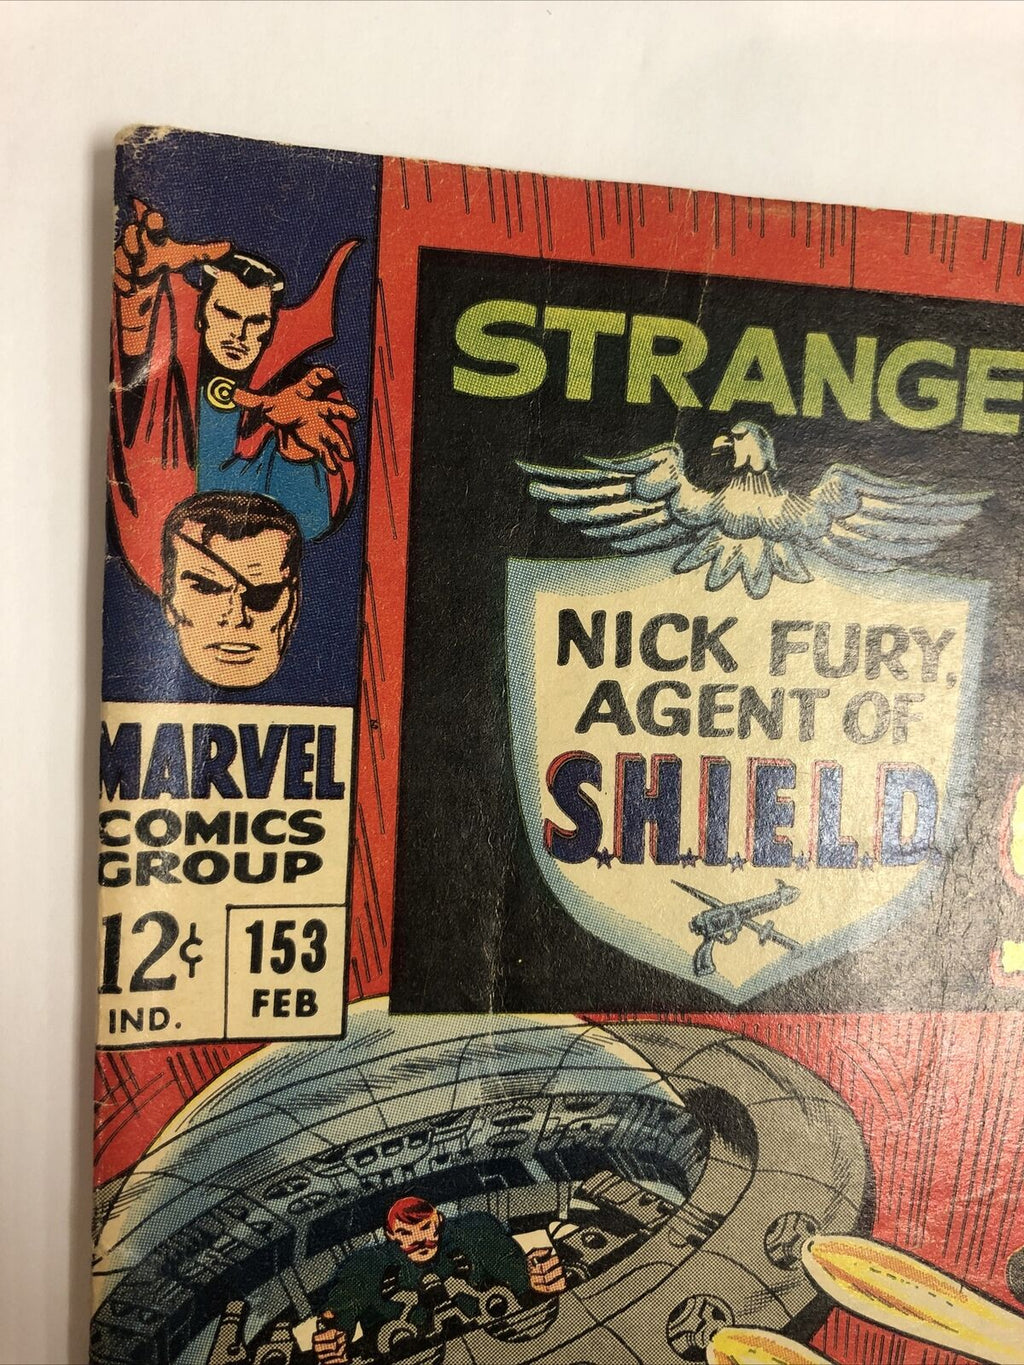 STRANGE
NICK FURY,
AGENT OF
S.H.I.E.L.D.
MARVEL
COMICS
GROUP
12¢
IND.
153
FEB